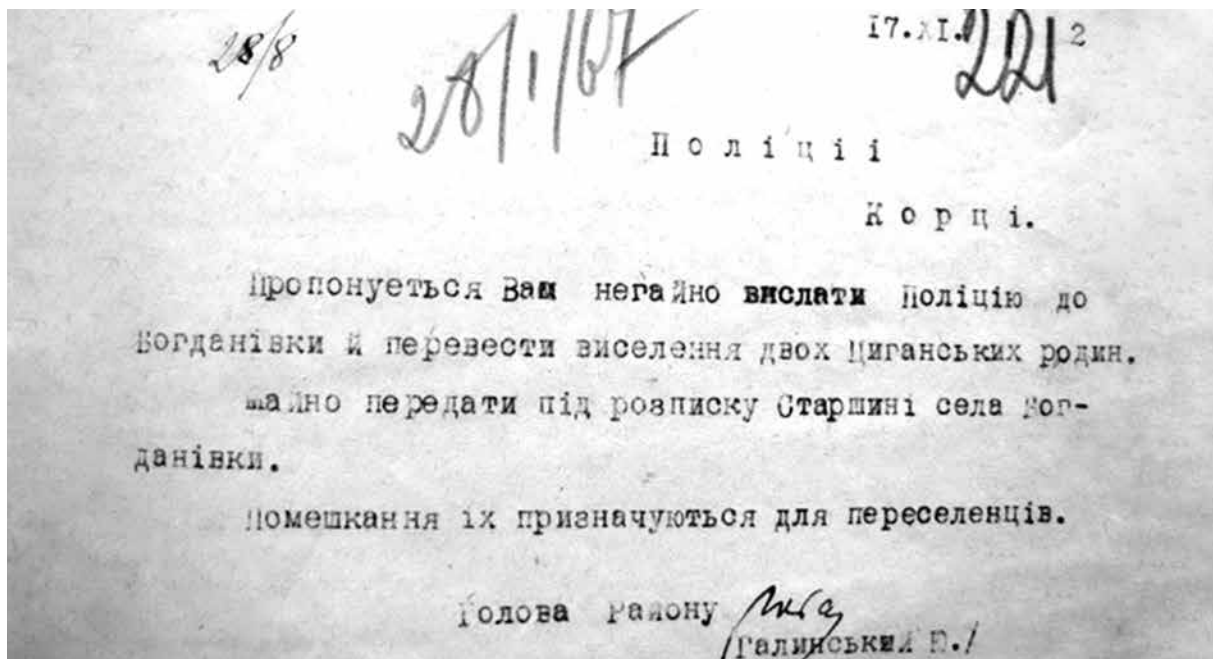 28/8
28/1/67
17.XI. 2
221
Поліціі
Корці.
Пропонується Вам негайно вислати Поліцію до
Богданівки й перевести виселення двох Циганських родин.
майно передати під розписку Старшині села Бог-
данівки.
Помешкання їх призначуються для переселенців.
Голова Району
/Галинський Ю./